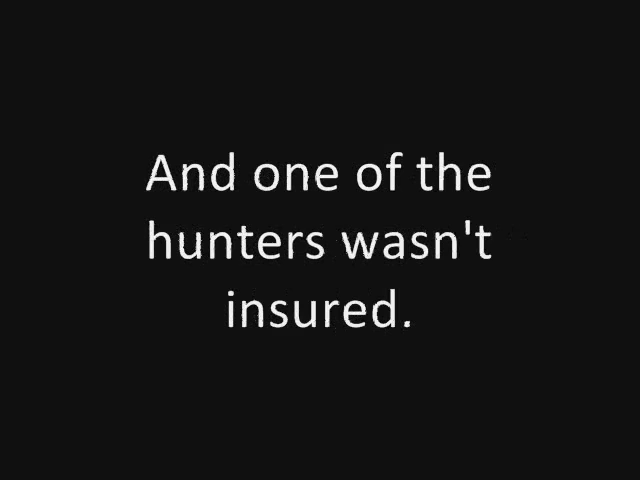 And one of the
hunters wasn't
insured.